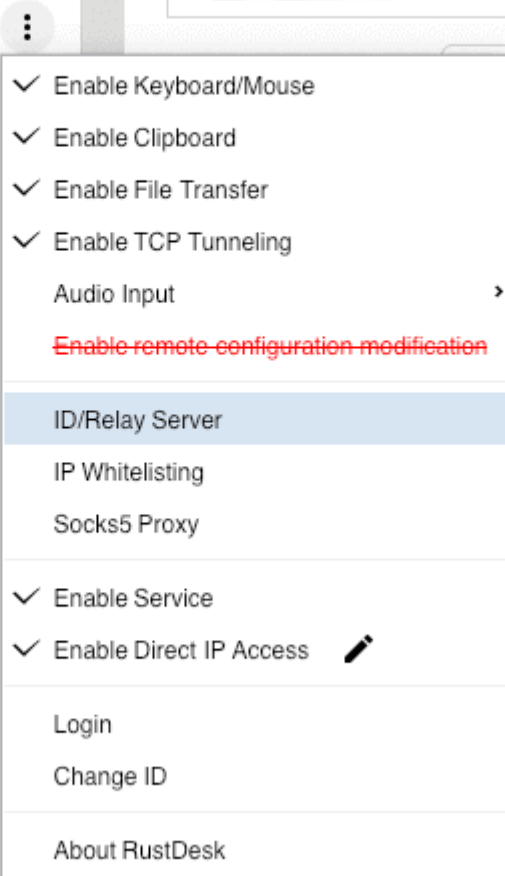 Enable Keyboard/Mouse
Enable Clipboard
Enable File Transfer
Enable TCP Tunneling
Audio Input
Enable remote configuration modification
ID/Relay Server
IP Whitelisting
Socks5 Proxy
Enable Service
Enable Direct IP Access
Login
Change ID
About RustDesk